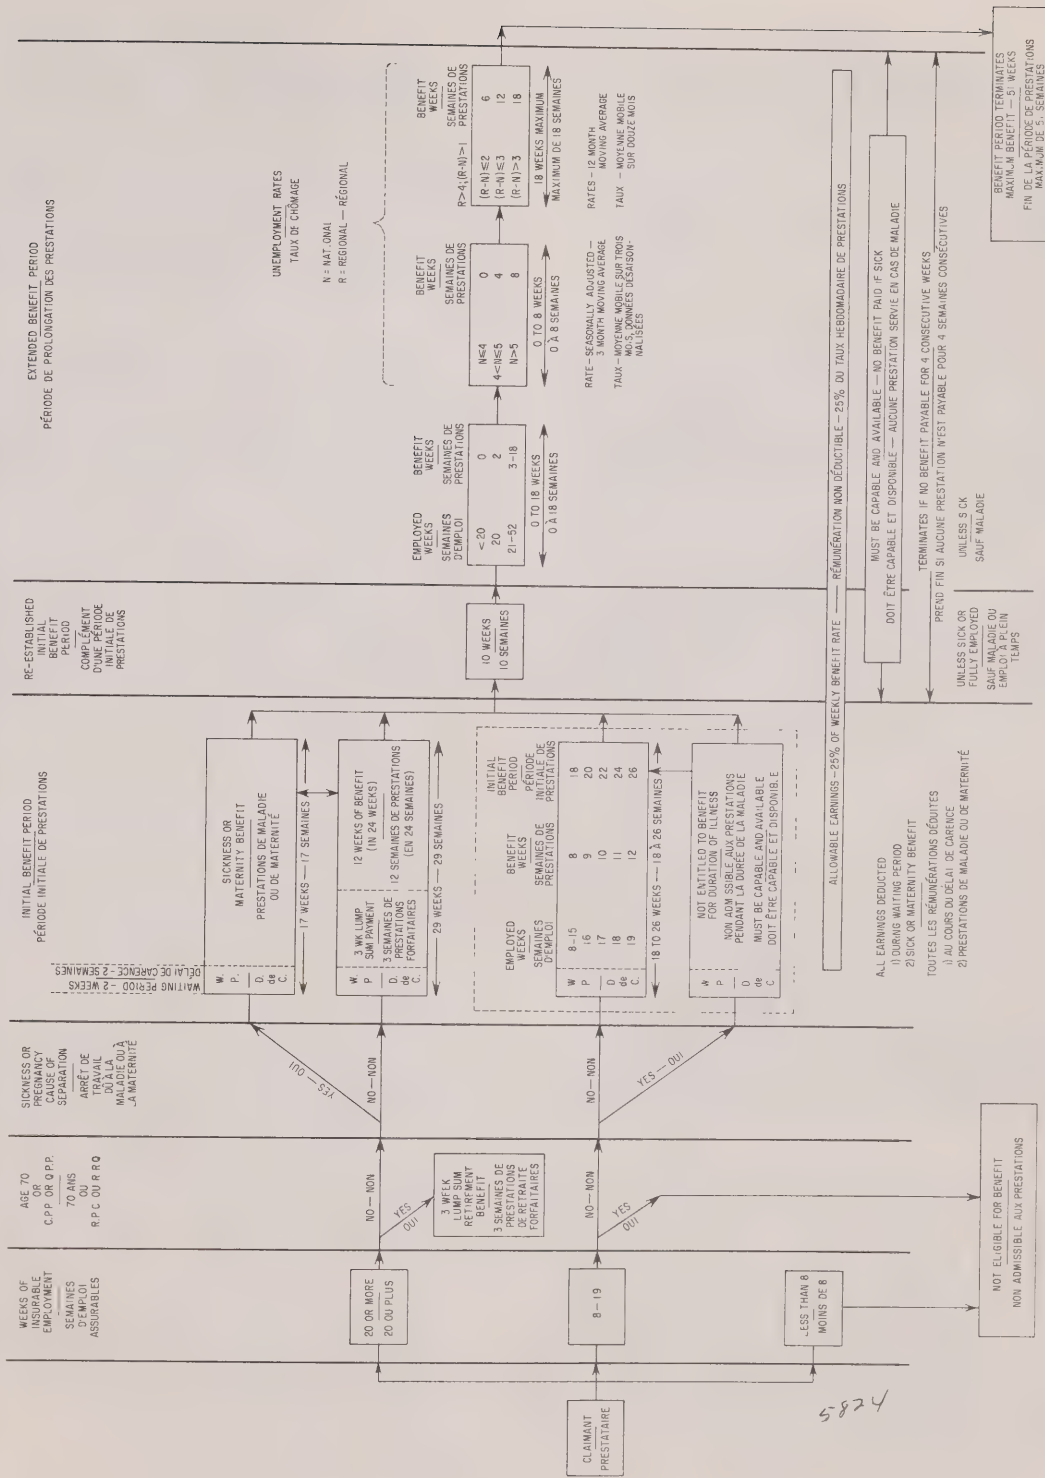 CLAIMANT
PRESTATAIRE
WEEKS OF
INSURABLE
EMPLOYMENT
SEMAINES
D'EMPLOI
ASSURABLES
20 OR MORE
20 OU PLUS
8-19
LESS THAN 8
MOINS DE 8
AGE 70
OR
C.P.P OR Q.P.P.
70 ANS
OU
R.P.C OU R.R.Q
NO-NON
YES
OUI
3 WEEK
LUMP SUM
RETIREMENT
BENEFIT
3 SEMAINES DE
PRESTATIONS
DE RETRAITE
FORFAITAIRES
NO-NON
YES
OUI
NOT ELIGIBLE FOR BENEFIT
NON ADMISSIBLE AUX PRESTATIONS
SICKNESS OR
PREGNANCY
CAUSE OF
SEPARATION
ARRÊT DE
TRAVAIL
DÛ À LA
MALADIE OU À
LA MATERNITÉ
YES-OUI
NO-NON
NO-NON
YES-OUI
INITIAL BENEFIT PERIOD
PÉRIODE INITIALE DE PRESTATIONS
WAITING PERIOD - 2 WEEKS
DÉLAI DE CARENCE - 2 SEMAINES
W. P. D. de C.
SICKNESS OR
MATERNITY BENEFIT
PRESTATIONS DE MALADIE
OU DE MATERNITÉ
17 WEEKS-17 SEMAINES
W. P. D. de C.
3 WK LUMP
SUM PAYMENT
3 SEMAINES DE
PRESTATIONS
FORFAITAIRES
12 WEEKS OF BENEFIT
(IN 24 WEEKS)
12 SEMAINES DE PRESTATIONS
(EN 24 SEMAINES)
29 WEEKS-29 SEMAINES
EMPLOYED
WEEKS
SEMAINES
D'EMPLOI
BENEFIT
WEEKS
SEMAINES DE
PRESTATIONS
INITIAL
BENEFIT
PERIOD
PÉRIODE
INITIALE DE
PRESTATIONS
W P D de C.
8-15 8 18
16 9 20
17 10 22
18 11 24
19 12 26
18 TO 26 WEEKS-18 À 26 SEMAINES
W P D de C.
NOT ENTITLED TO BENEFIT
FOR DURATION OF ILLNESS
NON ADMISSIBLE AUX PRESTATIONS
PENDANT LA DURÉE DE LA MALADIE
MUST BE CAPABLE AND AVAILABLE
DOIT ÊTRE CAPABLE ET DISPONIBLE
RE-ESTABLISHED
INITIAL
BENEFIT
PERIOD
COMPLÉMENT
D'UNE PÉRIODE
INITIALE DE
PRESTATIONS
10 WEEKS
10 SEMAINES
EXTENDED BENEFIT PERIOD
PÉRIODE DE PROLONGATION DES PRESTATIONS
UNEMPLOYMENT RATES
TAUX DE CHÔMAGE
N = NATIONAL
R = REGIONAL-RÉGIONAL
EMPLOYED
WEEKS
SEMAINES
D'EMPLOI
BENEFIT
WEEKS
SEMAINES DE
PRESTATIONS
<20 0
20 2
21-52 3-18
0 TO 18 WEEKS
0 À 18 SEMAINES
BENEFIT
WEEKS
SEMAINES DE
PRESTATIONS
N≤4 0
4<N≤5 4
N>5 8
0 TO 8 WEEKS
0 À 8 SEMAINES
RATE-SEASONALLY ADJUSTED-
3 MONTH MOVING AVERAGE
TAUX-MOYENNE MOBILE SUR TROIS
MOIS, DONNÉES DÉSAISON-
NALISÉES
BENEFIT
WEEKS
SEMAINES DE
PRESTATIONS
R>4;(R-N)>1
(R-N)≤2 6
(R-N)≤3 12
(R-N)>3 18
18 WEEKS MAXIMUM
MAXIMUM DE 18 SEMAINES
RATES-12 MONTH
MOVING AVERAGE
TAUX-MOYENNE MOBILE
SUR DOUZE MOIS
ALLOWABLE EARNINGS-25% OF WEEKLY BENEFIT RATE-RÉMUNÉRATION NON DÉDUCTIBLE-25% DU TAUX HEBDOMADAIRE DE PRESTATIONS
MUST BE CAPABLE AND AVAILABLE-NO BENEFIT PAID IF SICK
DOIT ÊTRE CAPABLE ET DISPONIBLE-AUCUNE PRESTATION SERVIE EN CAS DE MALADIE
TERMINATES IF NO BENEFIT PAYABLE FOR 4 CONSECUTIVE WEEKS
PREND FIN SI AUCUNE PRESTATION N'EST PAYABLE POUR 4 SEMAINES CONSÉCUTIVES
UNLESS SICK OR
FULLY EMPLOYED
SAUF MALADIE OU
EMPLOI À PLEIN
TEMPS
UNLESS SICK
SAUF MALADIE
ALL EARNINGS DEDUCTED
1) DURING WAITING PERIOD
2) SICK OR MATERNITY BENEFIT
TOUTES LES RÉMUNÉRATIONS DÉDUITES
1) AU COURS DU DÉLAI DE CARENCE
2) PRESTATIONS DE MALADIE OU DE MATERNITÉ
BENEFIT PERIOD TERMINATES
MAXIMUM BENEFIT-51 WEEKS
FIN DE LA PÉRIODE DE PRESTATIONS
MAXIMUM DE 51 SEMAINES